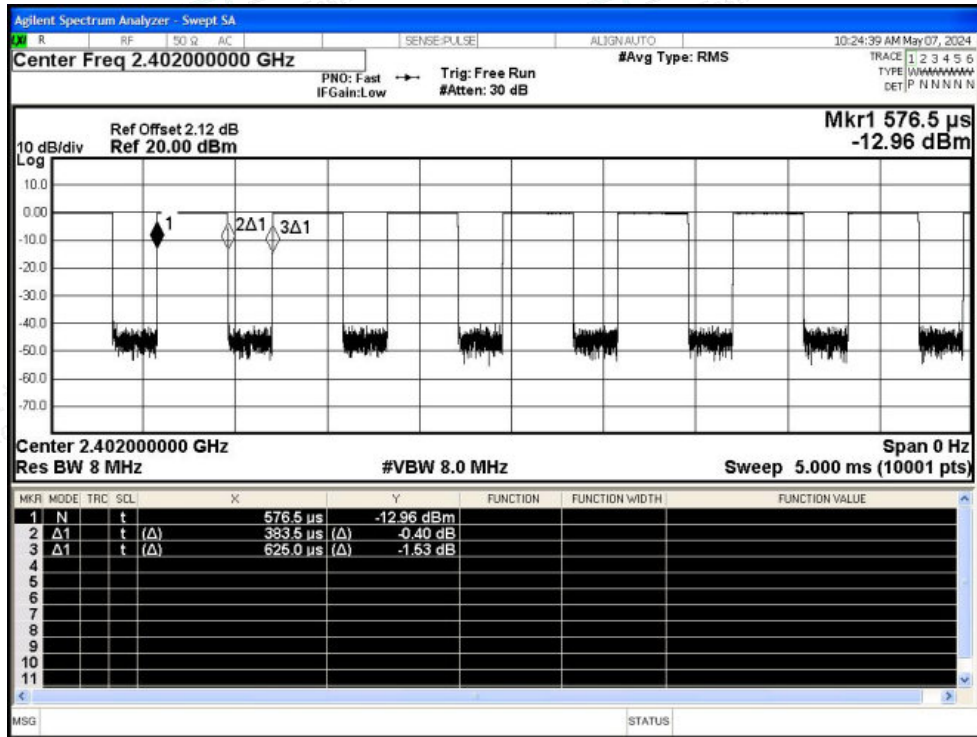 Agilent Spectrum Analyzer - Swept SA
LXI R RF 50 Ω AC SENSE:PULSE ALIGNAUTO 10:24:39 AM May 07, 2024
Center Freq 2.402000000 GHz #Avg Type: RMS TRACE 1 2 3 4 5 6
PNO: Fast Trig: Free Run TYPE
IFGain:Low #Atten: 30 dB DET P N N N N N
Mkr1 576.5 µs
Ref Offset 2.12 dB
10 dB/div Ref 20.00 dBm -12.96 dBm
Log
10.0
0.00
1 2Δ1 3Δ1
-10.0
-20.0
-30.0
-40.0
-50.0
-60.0
-70.0
Center 2.402000000 GHz Span 0 Hz
Res BW 8 MHz #VBW 8.0 MHz Sweep 5.000 ms (10001 pts)
MKR MODE TRC SCL X Y FUNCTION FUNCTION WIDTH FUNCTION VALUE
1 N t 576.5 µs -12.96 dBm
2 Δ1 t (Δ) 383.5 µs (Δ) -0.40 dB
3 Δ1 t (Δ) 625.0 µs (Δ) -1.53 dB
4
5
6
7
8
9
10
11
MSG STATUS